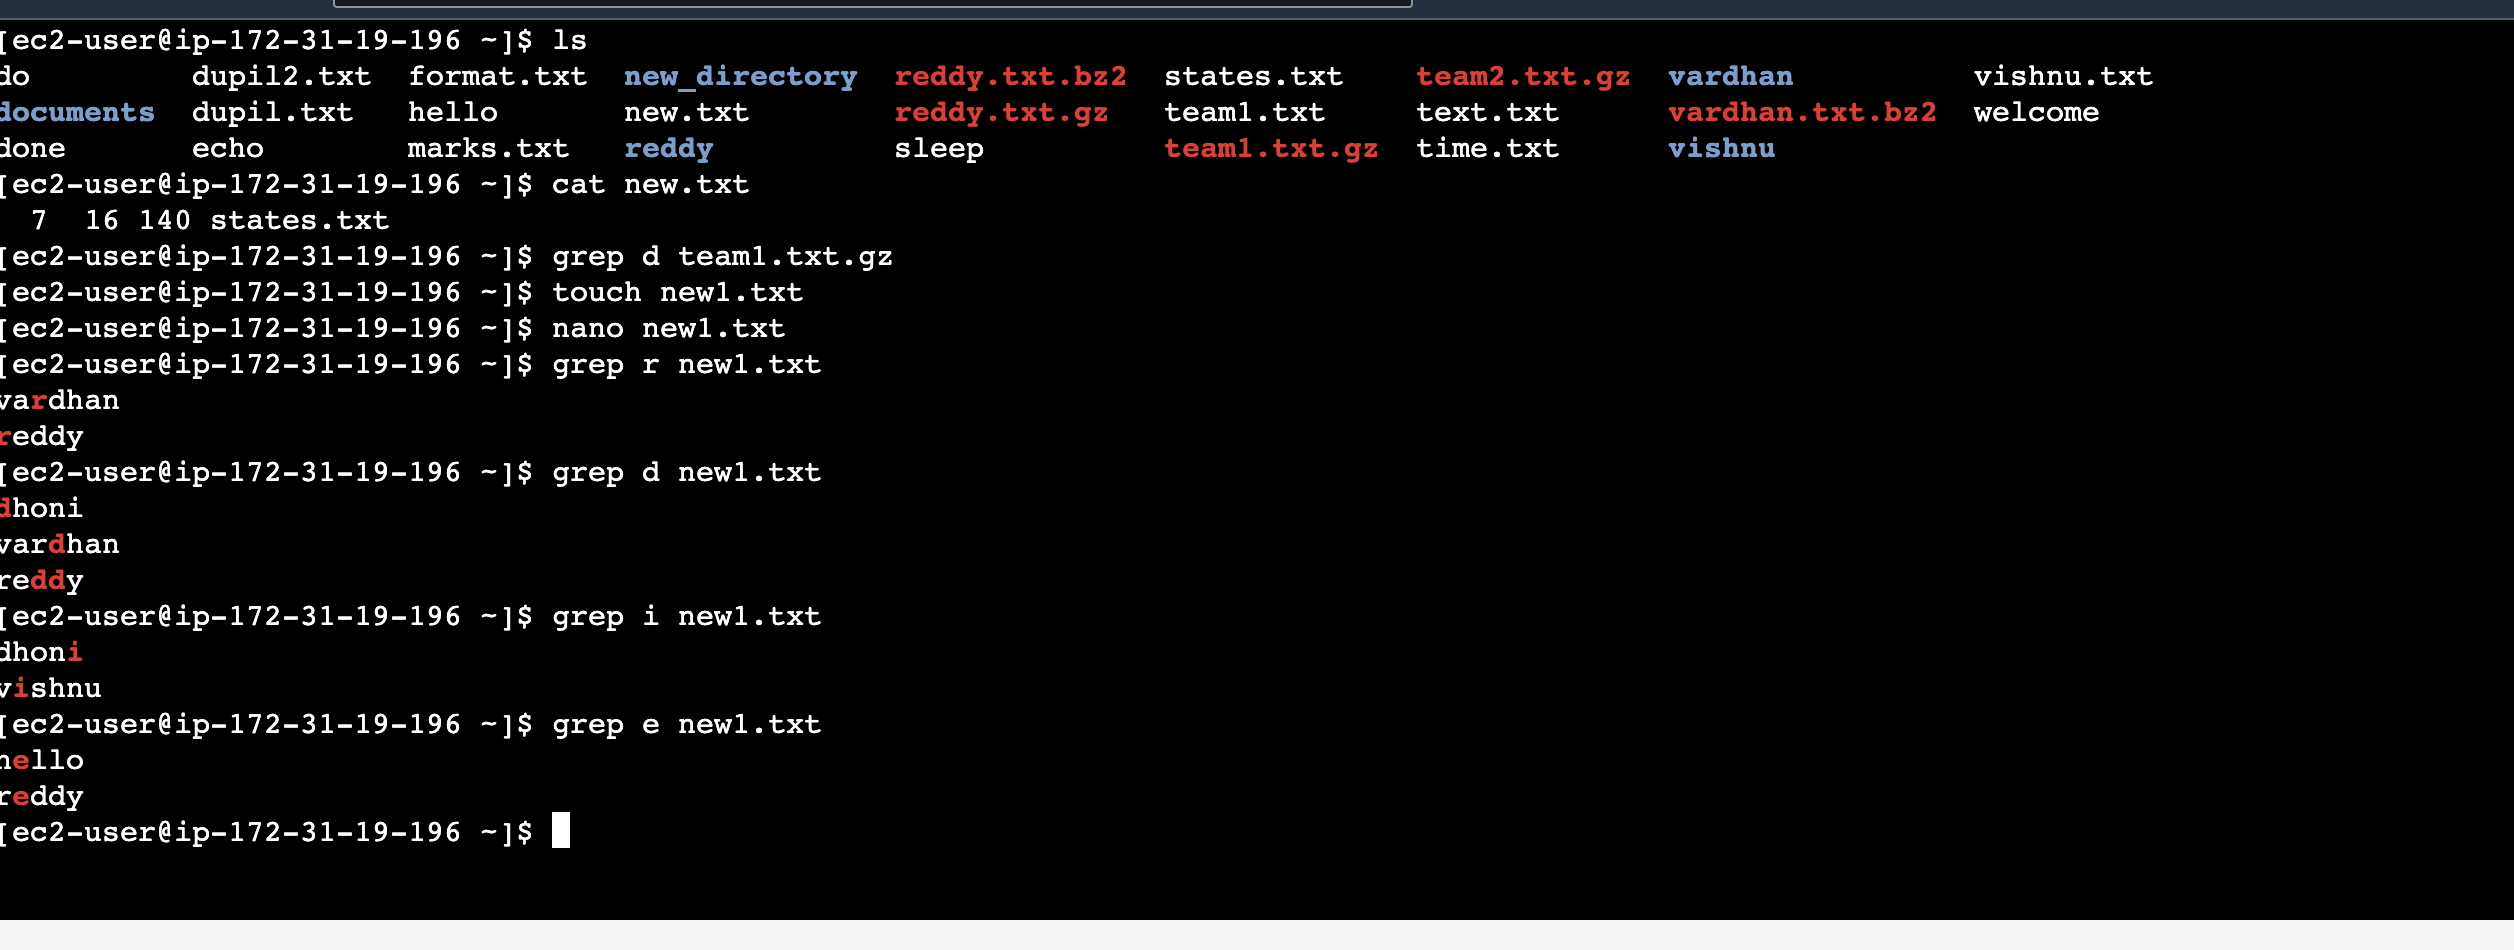 [ec2-user@ip-172-31-19-196 ~]$ ls
do dupil2.txt format.txt new_directory reddy.txt.bz2 states.txt team2.txt.gz vardhan vishnu.txt
documents dupil.txt hello new.txt reddy.txt.gz team1.txt text.txt vardhan.txt.bz2 welcome
done echo marks.txt reddy sleep team1.txt.gz time.txt vishnu
[ec2-user@ip-172-31-19-196 ~]$ cat new.txt
7 16 140 states.txt
[ec2-user@ip-172-31-19-196 ~]$ grep d team1.txt.gz
[ec2-user@ip-172-31-19-196 ~]$ touch new1.txt
[ec2-user@ip-172-31-19-196 ~]$ nano new1.txt
[ec2-user@ip-172-31-19-196 ~]$ grep r new1.txt
vardhan
reddy
[ec2-user@ip-172-31-19-196 ~]$ grep d new1.txt
dhoni
vardhan
reddy
[ec2-user@ip-172-31-19-196 ~]$ grep i new1.txt
dhoni
vishnu
[ec2-user@ip-172-31-19-196 ~]$ grep e new1.txt
hello
reddy
[ec2-user@ip-172-31-19-196 ~]$